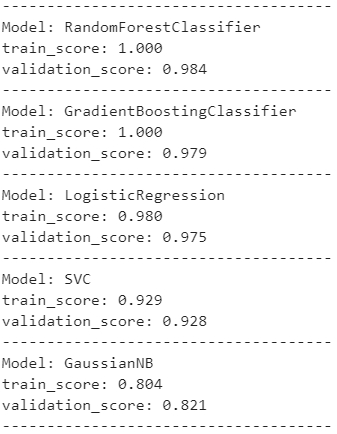 -------------------------------------
Model: RandomForestClassifier
train_score: 1.000
validation_score: 0.984
-------------------------------------
Model: GradientBoostingClassifier
train_score: 1.000
validation_score: 0.979
-------------------------------------
Model: LogisticRegression
train_score: 0.980
validation_score: 0.975
-------------------------------------
Model: SVC
train_score: 0.929
validation_score: 0.928
-------------------------------------
Model: GaussianNB
train_score: 0.804
validation_score: 0.821
-------------------------------------